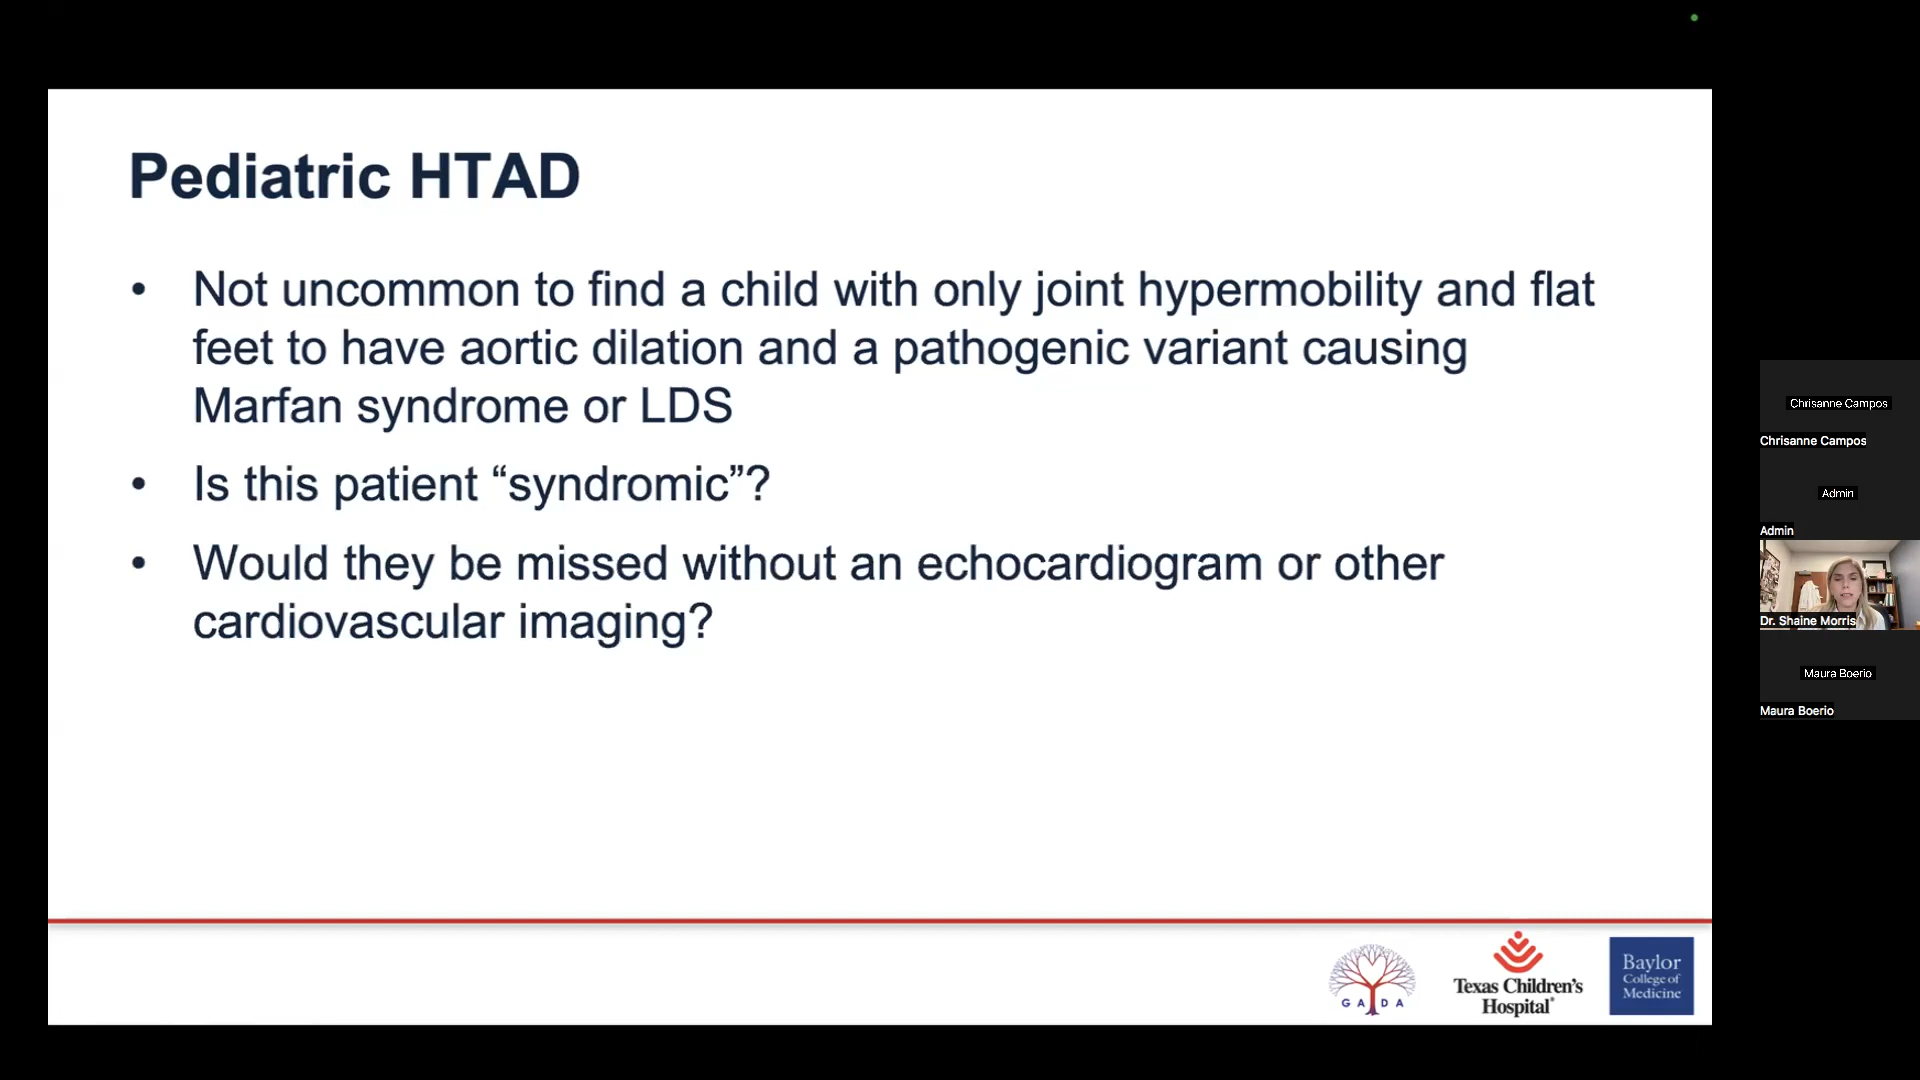 Pediatric HTAD
• Not uncommon to find a child with only joint hypermobility and flat
feet to have aortic dilation and a pathogenic variant causing
Marfan syndrome or LDS
• Is this patient “syndromic”?
• Would they be missed without an echocardiogram or other
cardiovascular imaging?
GADA
Texas Children's
Hospital
Baylor
College of
Medicine
Chrisanne Campos
Chrisanne Campos
Admin
Admin
Dr. Shaine Morris
Maura Boerio
Maura Boerio